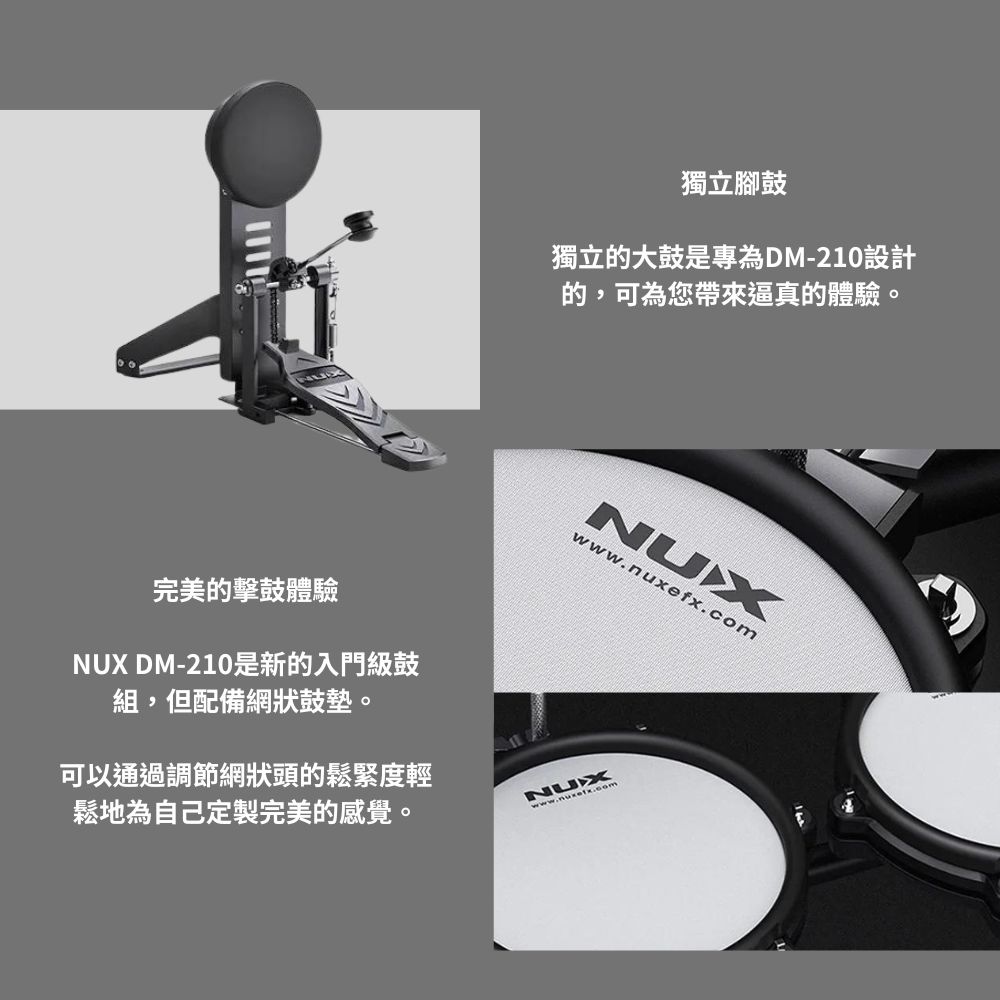 獨立腳鼓
獨立的大鼓是專為DM-210設計
的，可為您帶來逼真的體驗。
NUX
NUX
www.nuxefx.com
完美的擊鼓體驗
NUX DM-210是新的入門級鼓
組，但配備網狀鼓墊。
可以通過調節網狀頭的鬆緊度輕
鬆地為自己定製完美的感覺。
NUX
www.nuxefx.com